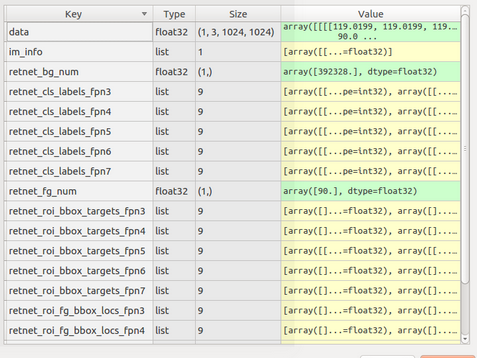 Key Type Size Value
data float32 (1, 3, 1024, 1024) array([[[[119.0199, 119.0199, 119....
90.0 ...
im_info list 1 [array([[...=float32)]
retnet_bg_num float32 (1,) array([392328.], dtype=float32)
retnet_cls_labels_fpn3 list 9 [array([[...pe=int32), array([[...
retnet_cls_labels_fpn4 list 9 [array([[...pe=int32), array([[...
retnet_cls_labels_fpn5 list 9 [array([[...pe=int32), array([[...
retnet_cls_labels_fpn6 list 9 [array([[...pe=int32), array([[...
retnet_cls_labels_fpn7 list 9 [array([[...pe=int32), array([[...
retnet_fg_num float32 (1,) array([90.], dtype=float32)
retnet_roi_bbox_targets_fpn3 list 9 [array([]...=float32), array([]...
retnet_roi_bbox_targets_fpn4 list 9 [array([]...=float32), array([]...
retnet_roi_bbox_targets_fpn5 list 9 [array([]...=float32), array([]...
retnet_roi_bbox_targets_fpn6 list 9 [array([]...=float32), array([]...
retnet_roi_bbox_targets_fpn7 list 9 [array([]...=float32), array([]...
retnet_roi_fg_bbox_locs_fpn3 list 9 [array([]...=float32), array([]...
retnet_roi_fg_bbox_locs_fpn4 list 9 [array([]...=float32), array([]...